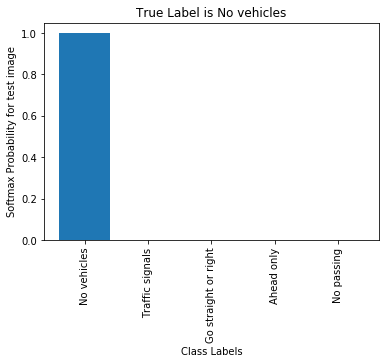 True Label is No vehicles
Softmax Probability for test image
1.0
0.8
0.6
0.4
0.2
0.0
No vehicles
Traffic signals
Go straight or right
Ahead only
No passing
Class Labels